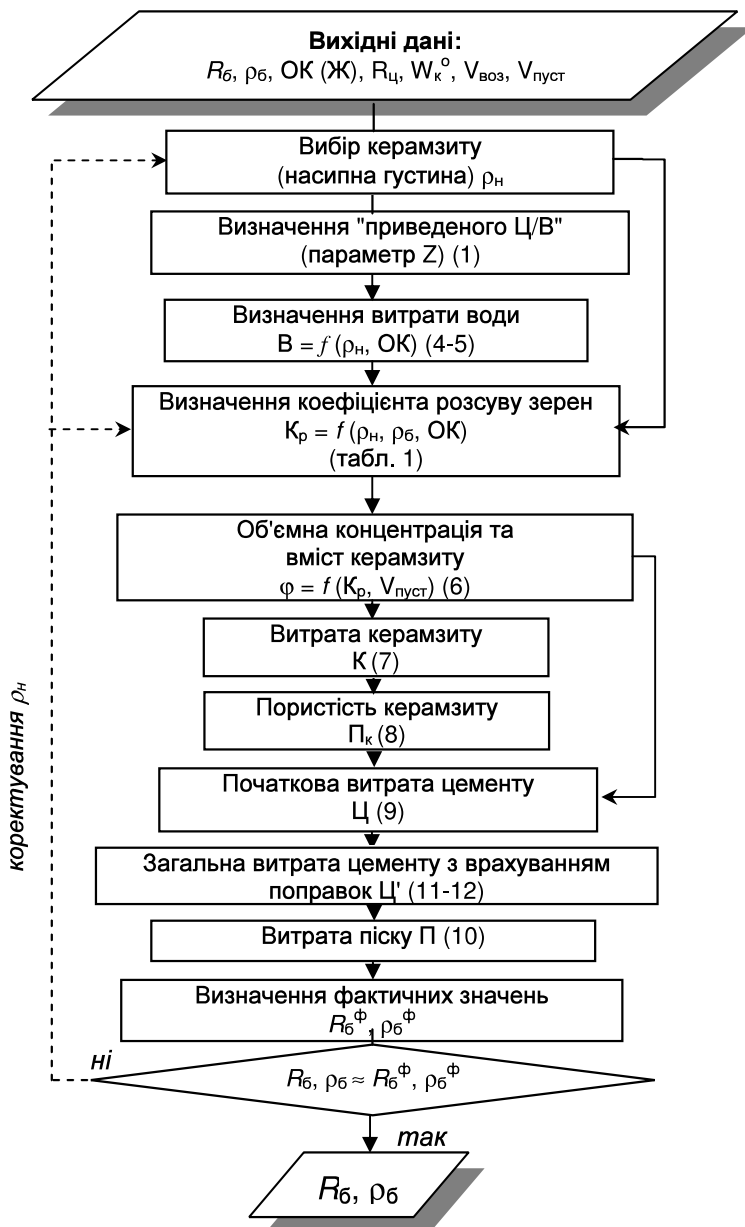 Вихідні дані:
Rб, ρб, ОК (Ж), Rц, Wкº, Vвоз, Vпуст
Вибір керамзиту
(насипна густина) ρн
Визначення "приведеного Ц/В"
(параметр Z) (1)
Визначення витрати води
В = f (ρн, ОК) (4-5)
Визначення коефіцієнта розсуву зерен
Кр = f (ρн, ρб, ОК)
(табл. 1)
Об'ємна концентрація та
вміст керамзиту
φ = f (Кр, Vпуст) (6)
Витрата керамзиту
К (7)
Пористість керамзиту
Пк (8)
Початкова витрата цементу
Ц (9)
Загальна витрата цементу з врахуванням
поправок Ц' (11-12)
Витрата піску П (10)
Визначення фактичних значень
Rбф, ρбф
Rб, ρб ≈ Rбф, ρбф
ні
так
Rб, ρб
коректування ρн